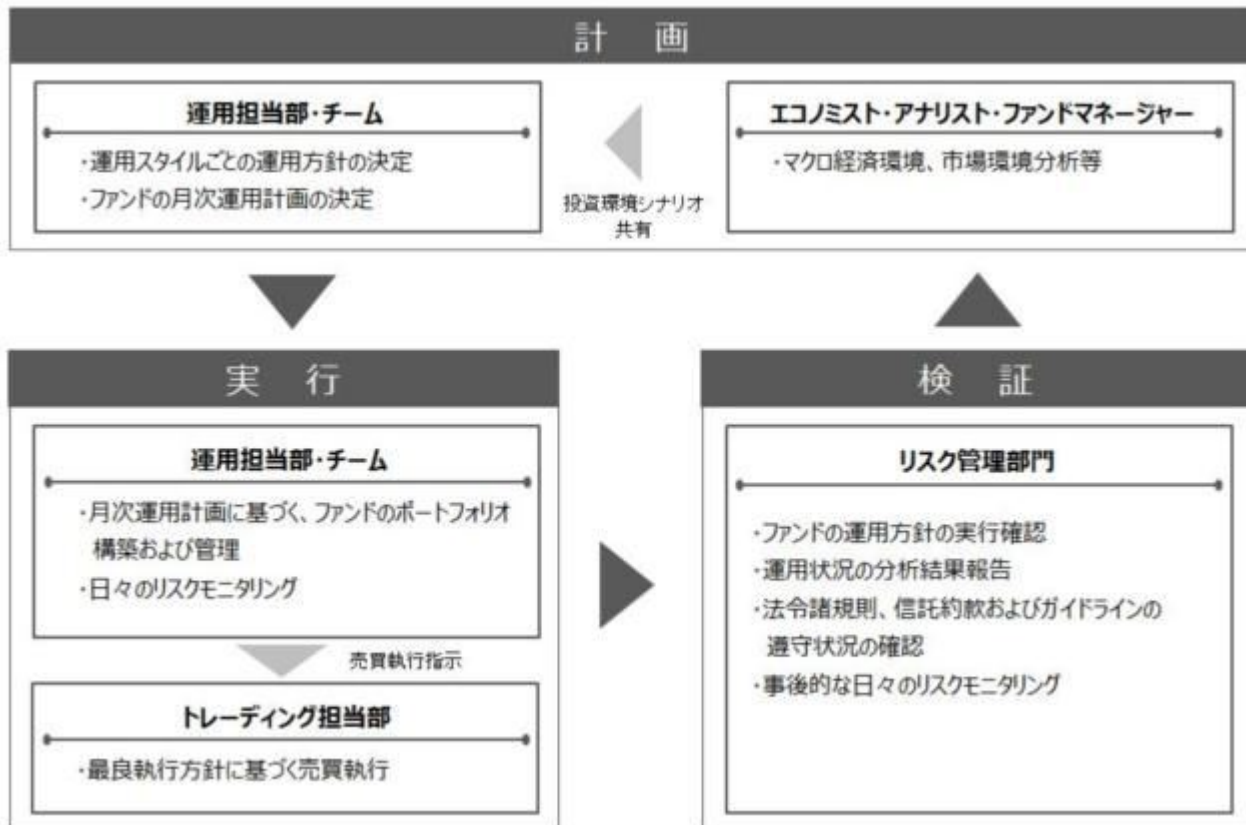 計 画
運用担当部・チーム
・運用スタイルごとの運用方針の決定
・ファンドの月次運用計画の決定
投資環境シナリオ
共有
エコノミスト・アナリスト・ファンドマネージャー
・マクロ経済環境、市場環境分析等
実 行
運用担当部・チーム
・月次運用計画に基づく、ファンドのポートフォリオ
構築および管理
・日々のリスクモニタリング
売買執行指示
トレーディング担当部
・最良執行方針に基づく売買執行
検 証
リスク管理部門
・ファンドの運用方針の実行確認
・運用状況の分析結果報告
・法令諸規則、信託約款およびガイドラインの
遵守状況の確認
・事後的な日々のリスクモニタリング